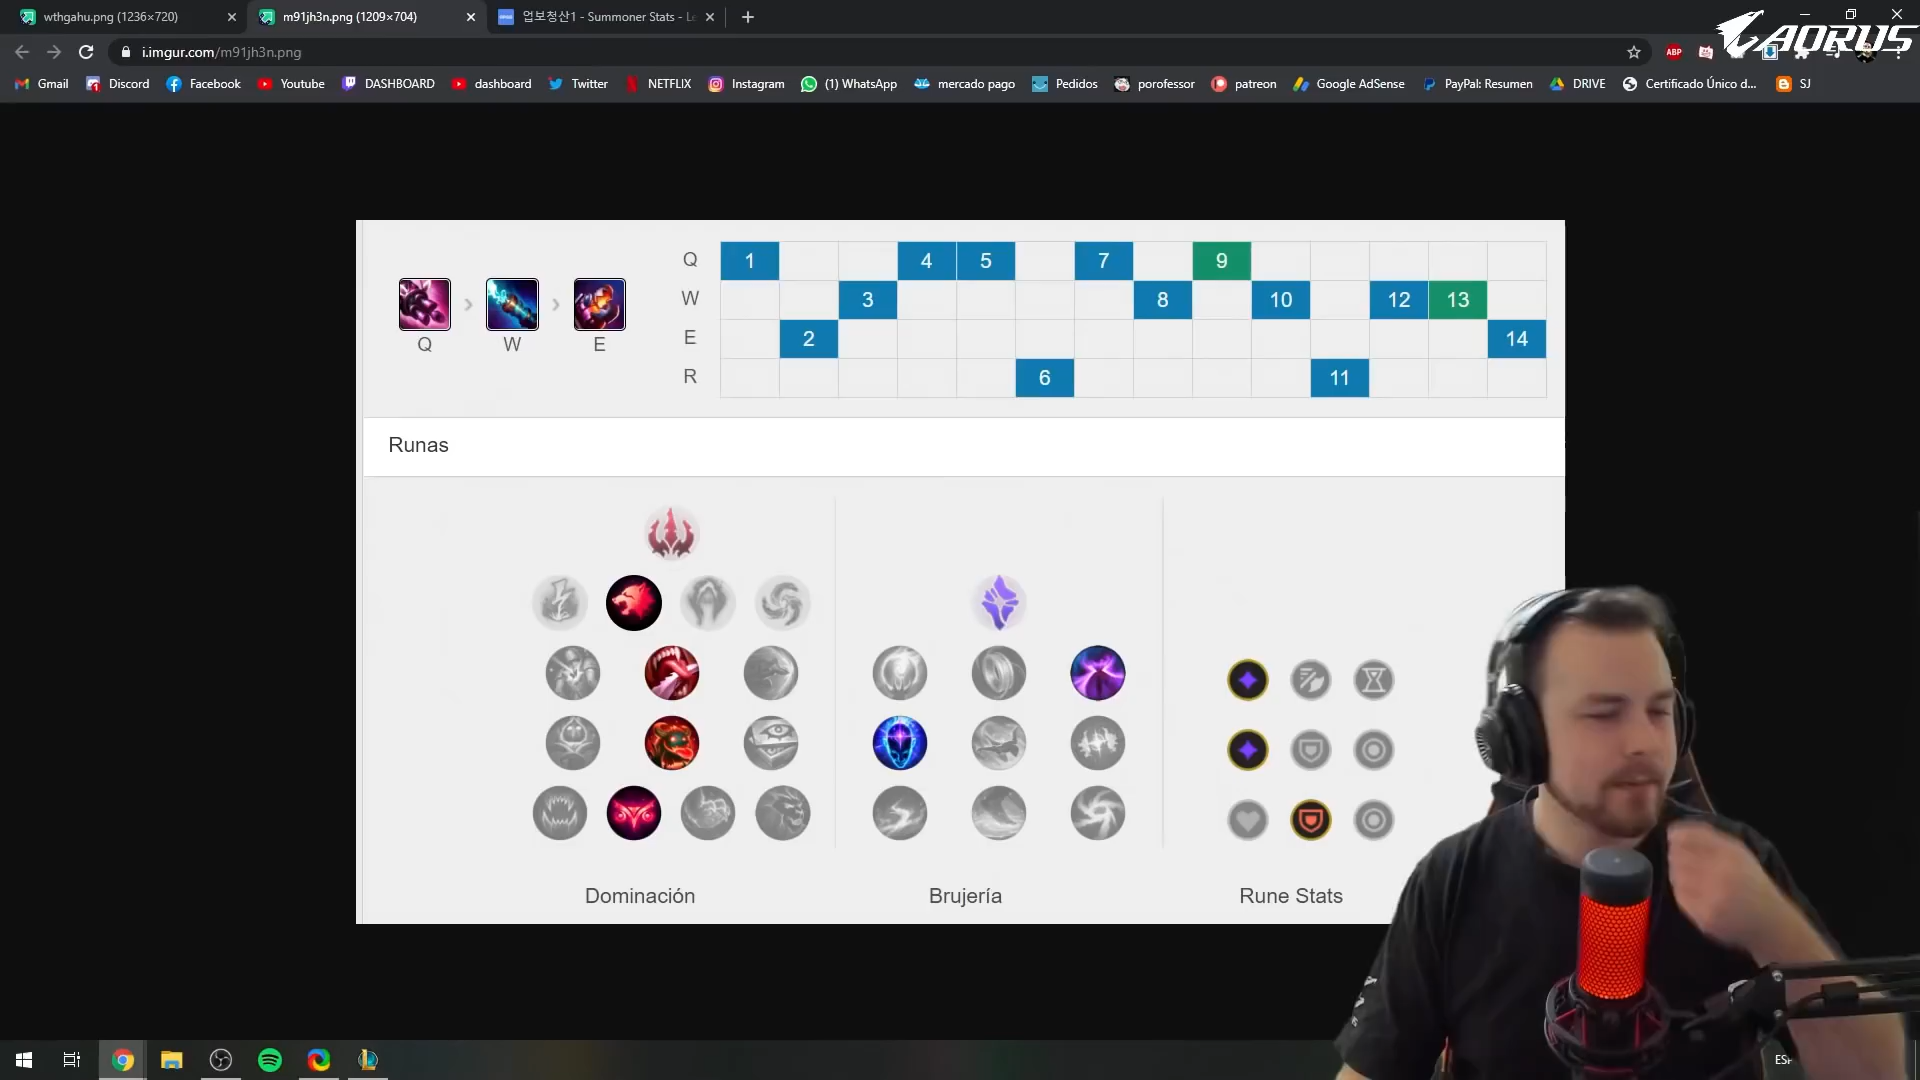 wthgahu.png (1236×720)
m91jh3n.png (1209×704)
업보청산1 - Summoner Stats - Le
AORUS
i.imgur.com/m91jh3n.png
ABP
Gmail
Discord
Facebook
Youtube
DASHBOARD
dashboard
Twitter
NETFLIX
Instagram
(1) WhatsApp
mercado pago
Pedidos
porofessor
patreon
Google AdSense
PayPal: Resumen
DRIVE
Certificado Único d...
SJ
Q 1 4 5 7 9
W 3 8 10 12 13
E 2 14
R 6 11
Q W E
Runas
Dominación
Brujería
Rune Stats
ESP